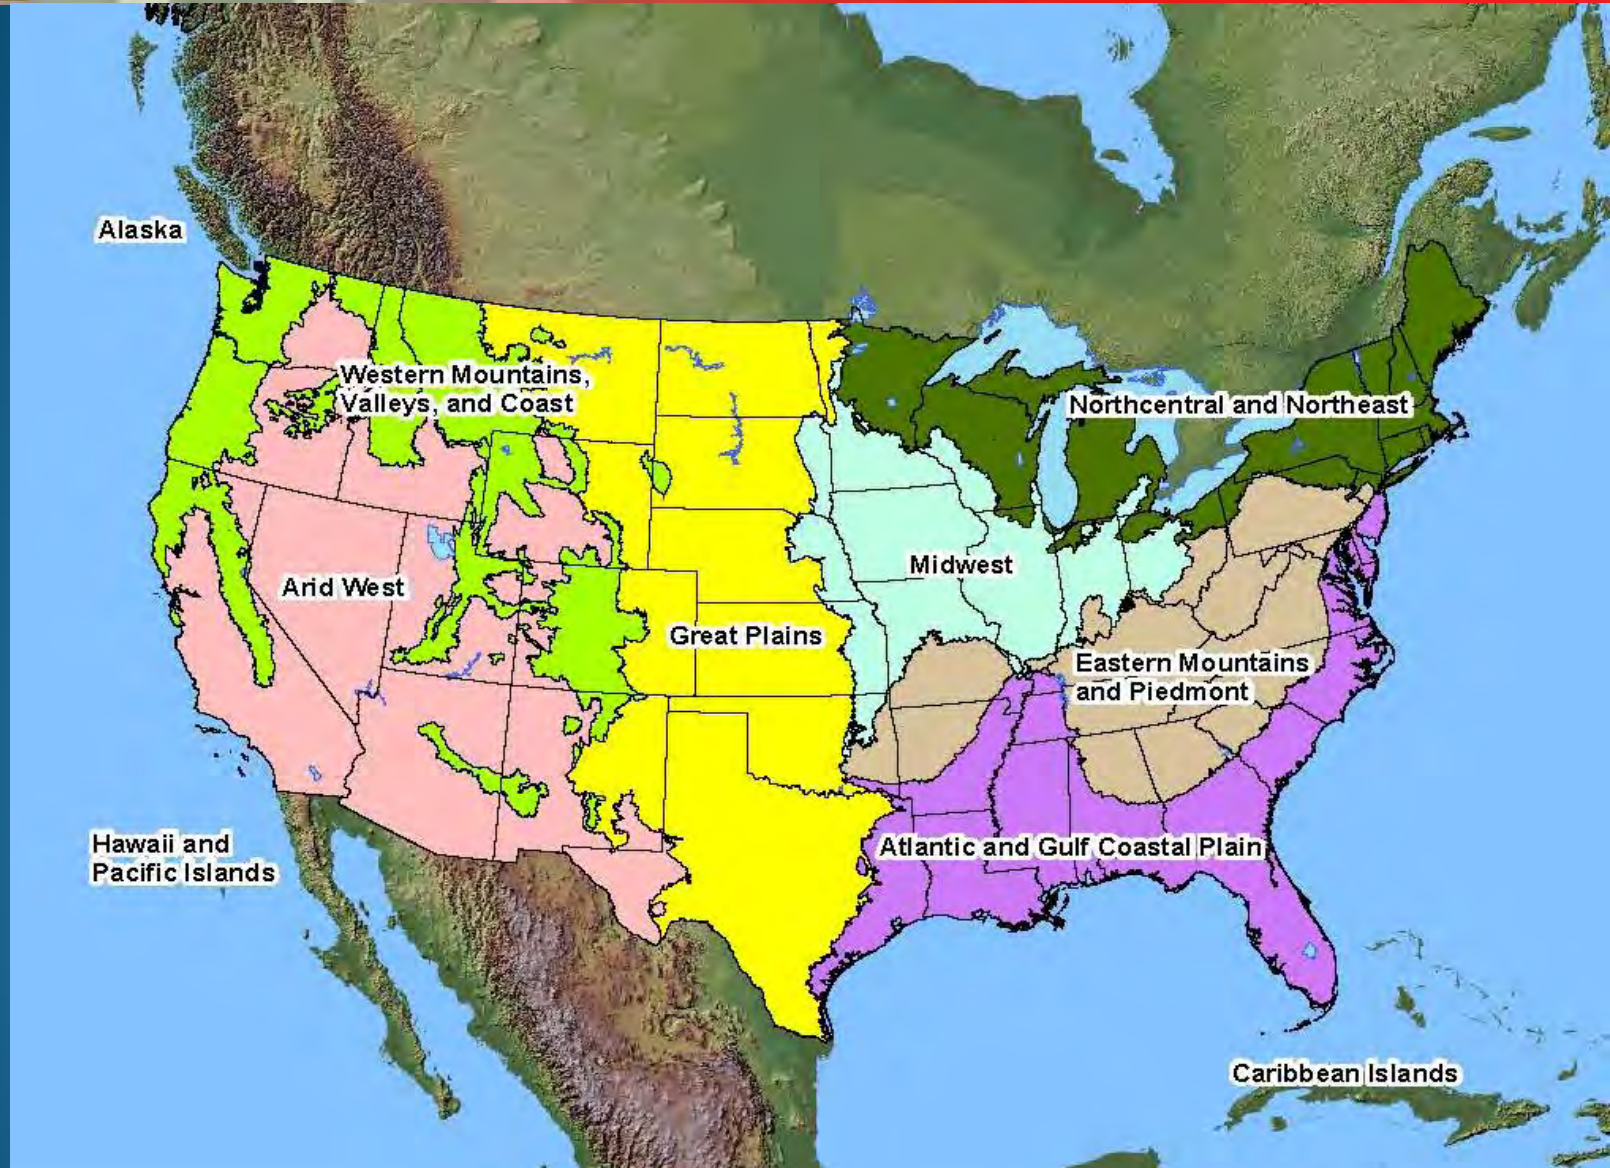 Alaska
Western Mountains,
Valleys, and Coast
Northcentral and Northeast
Midwest
Arid West
Great Plains
Eastern Mountains
and Piedmont
Hawaii and
Pacific Islands
Atlantic and Gulf Coastal Plain
Caribbean Islands